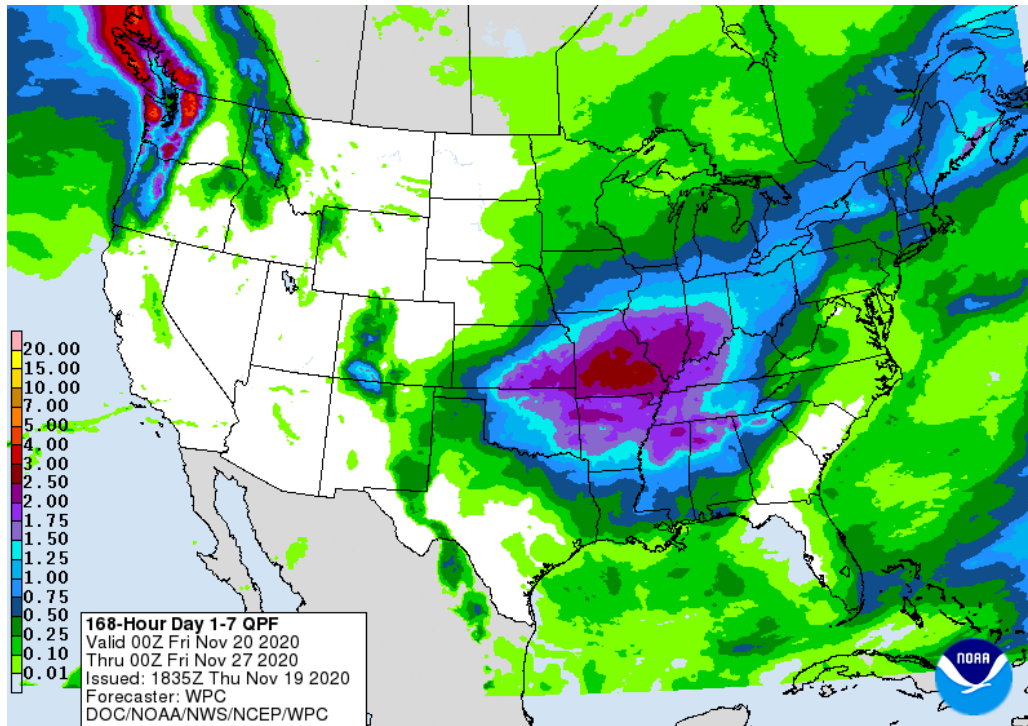 20.00
15.00
10.00
7.00
5.00
4.00
3.00
2.50
2.00
1.75
1.50
1.25
1.00
0.75
0.50
0.25
0.10
0.01
168-Hour Day 1-7 QPF
Valid 00Z Fri Nov 20 2020
Thru 00Z Fri Nov 27 2020
Issued: 1835Z Thu Nov 19 2020
Forecaster: WPC
DOC/NOAA/NWS/NCEP/WPC
NOAA